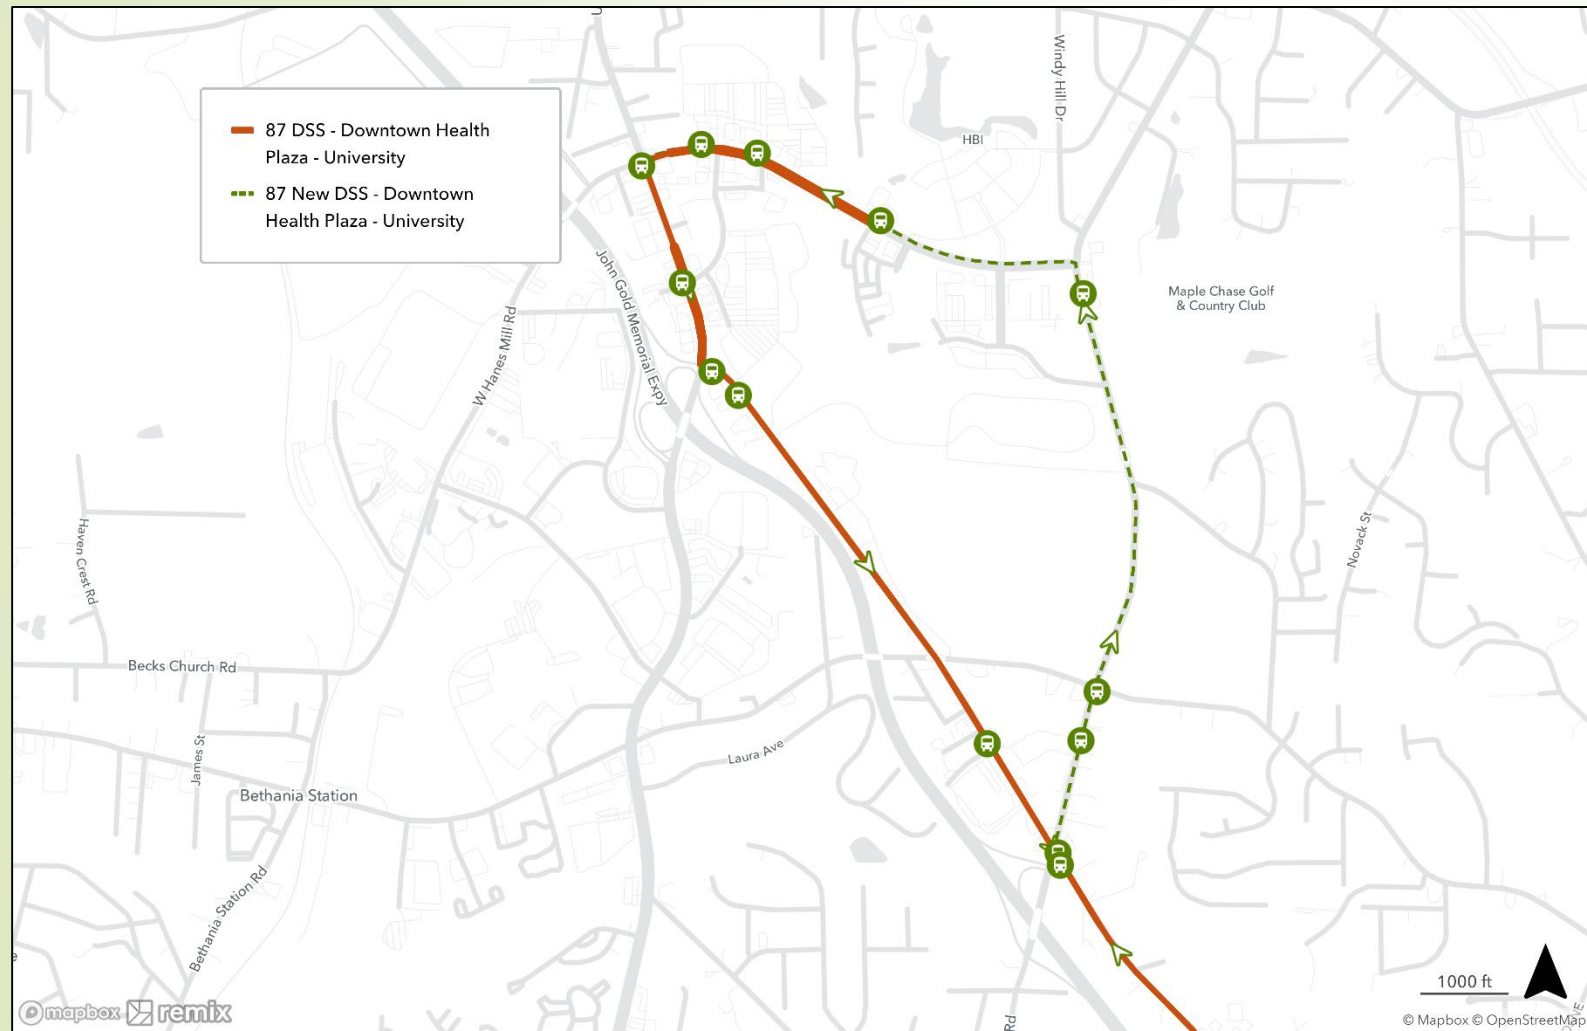 Windy Hill Dr
87 DSS - Downtown Health
Plaza - University
87 New DSS - Downtown
Health Plaza - University
HBI
Maple Chase Golf
& Country Club
John Gold Memorial Expy
W Hanes Mill Rd
Haven Crest Rd
Novack St
Becks Church Rd
James St
Laura Ave
Bethania Station
Bethania Station Rd
Rd
1000 ft
mapbox remix
© Mapbox © OpenStreetMap